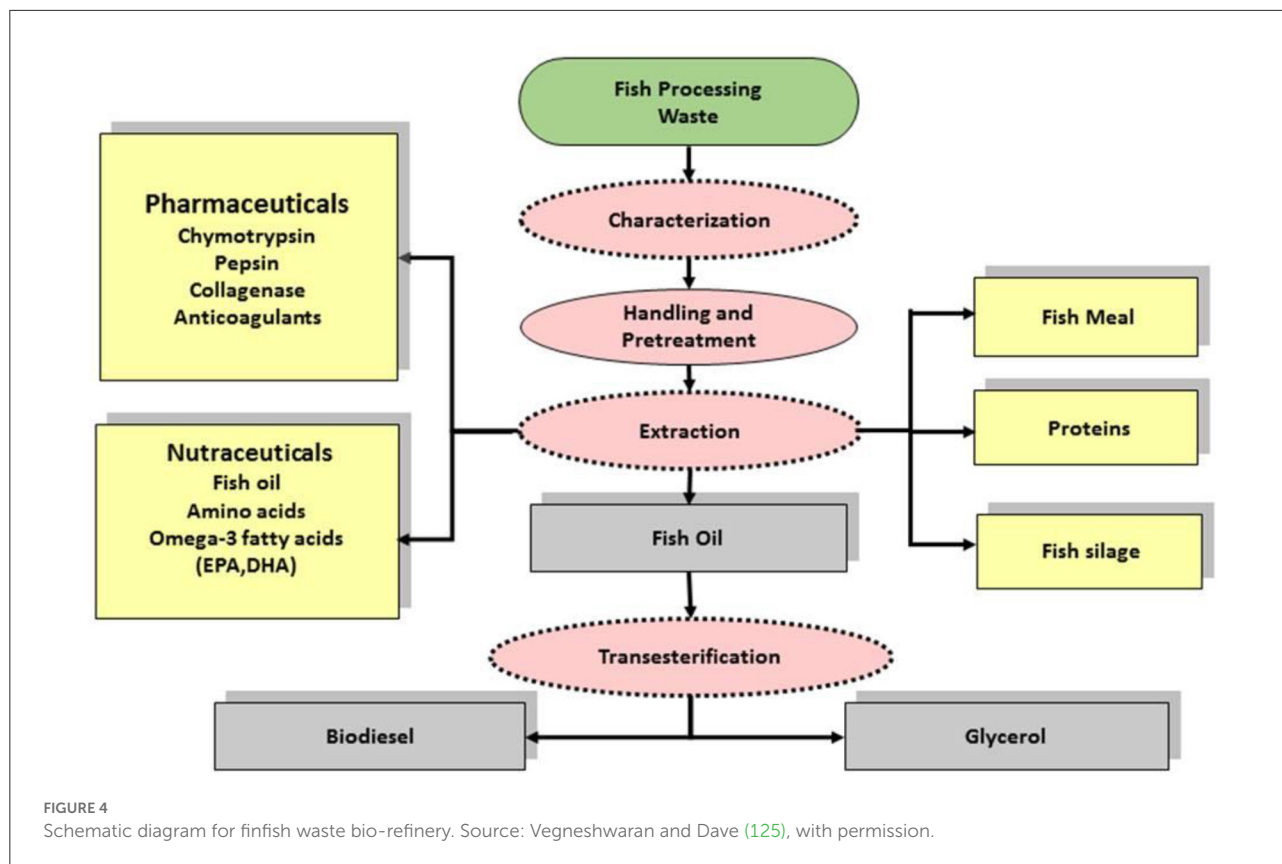 Fish Processing
Waste
Pharmaceuticals
Chymotrypsin
Pepsin
Collagenase
Anticoagulants
Characterization
Handling and
Pretreatment
Fish Meal
Extraction
Proteins
Nutraceuticals
Fish oil
Amino acids
Omega-3 fatty acids
(EPA,DHA)
Fish Oil
Fish silage
Transesterification
Biodiesel
Glycerol
FIGURE 4
Schematic diagram for finfish waste bio-refinery. Source: Vegneshwaran and Dave (125), with permission.